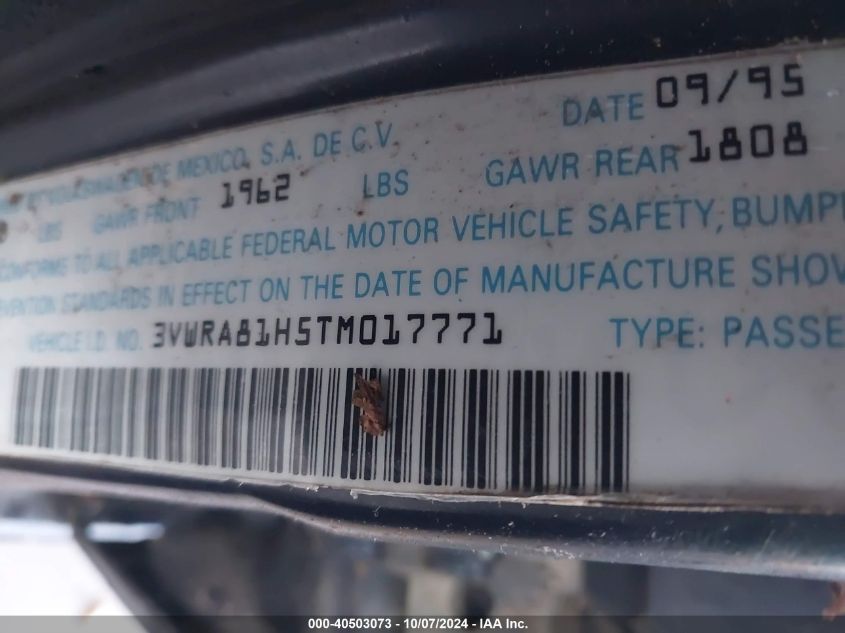 DATE 09/95
VOLKSWAGEN DE MEXICO, S.A. DE C.V.
LBS GAWR FRONT 1962 LBS GAWR REAR 1808
CONFORMS TO ALL APPLICABLE FEDERAL MOTOR VEHICLE SAFETY, BUMP
VENTION STANDARDS IN EFFECT ON THE DATE OF MANUFACTURE SHOW
VEHICLE I.D. NO. 3VWRA81H5TM017771 TYPE: PASSE
000-40503073 - 10/07/2024 - IAA Inc.